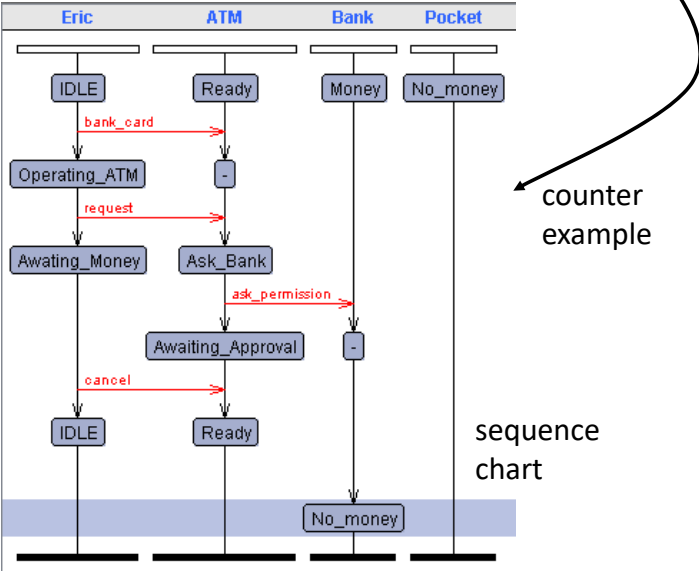 Eric ATM Bank Pocket
IDLE Ready Money No_money
bank_card
Operating_ATM -
request
Awating_Money Ask_Bank
ask_permission
Awaiting_Approval -
cancel
IDLE Ready
No_money
counter
example
sequence
chart